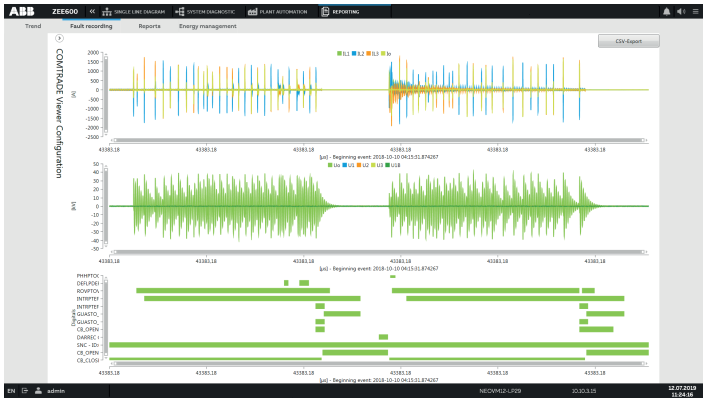 ABB ZEE600 « SINGLE LINE DIAGRAM SYSTEM DIAGNOSTIC PLANT AUTOMATION REPORTING
Trend Fault recording Reports Energy management
CSV-Export
COMTRADE Viewer Configuration
IL1 IL2 IL3 Io
2000
1500
1000
500
0
-500
-1000
-1500
-2000
-2500
43383.18 43383.18 43383.18 43383.18 43383.18 43383.18
[µs] - Beginning event: 2018-10-10 04:15:31.874267
Uo U1 U2 U3 U1B
50
40
30
20
10
0
-10
-20
-30
-40
-50
43383.18 43383.18 43383.18 43383.18 43383.18 43383.18
[µs] - Beginning event: 2018-10-10 04:15:31.874267
Digitals
PHHPTOC
DEFLPDEF
ROVPTOV
INTRPTEF
INTRPTEF
GUASTO_
GUASTO_
CB_OPEN
DARREC
SNC - ID
CB_OPEN
CB_CLOSE
43383.18 43383.18 43383.18 43383.18 43383.18 43383.18
[µs] - Beginning event: 2018-10-10 04:15:31.874267
EN admin NEOVM12-LP29 10.10.3.15 12.07.2019
11:24:16